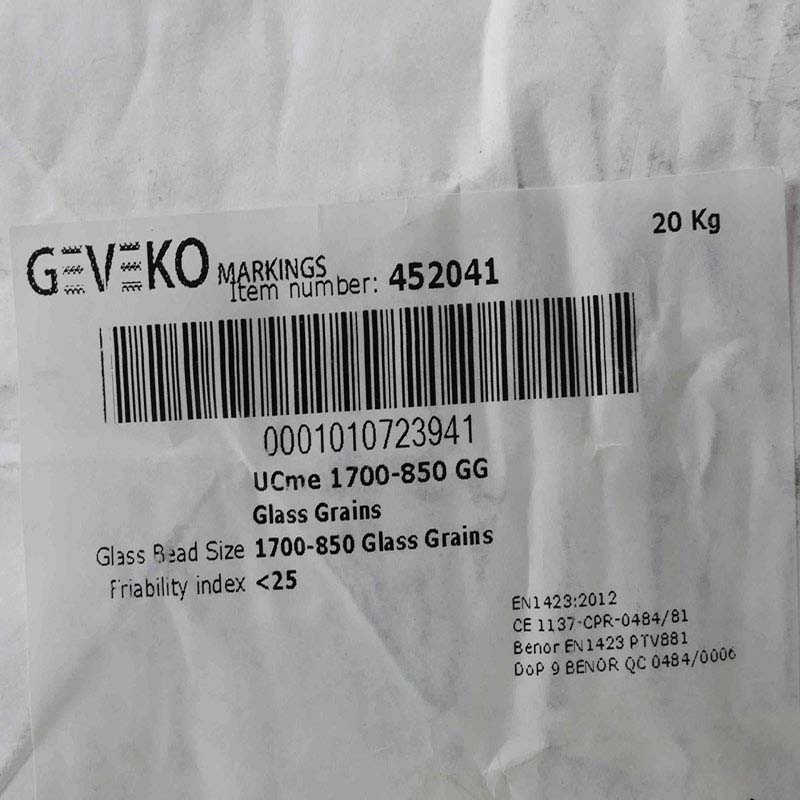 20 Kg
GEVEKO MARKINGS
Item number: 452041
0001010723941
UCme 1700-850 GG
Glass Grains
Glass Bead Size 1700-850 Glass Grains
Friability index <25
EN1423:2012
CE 1137-CPR-0484/81
Benor EN1423 PTV881
DoP 9 BENOR QC 0484/0006